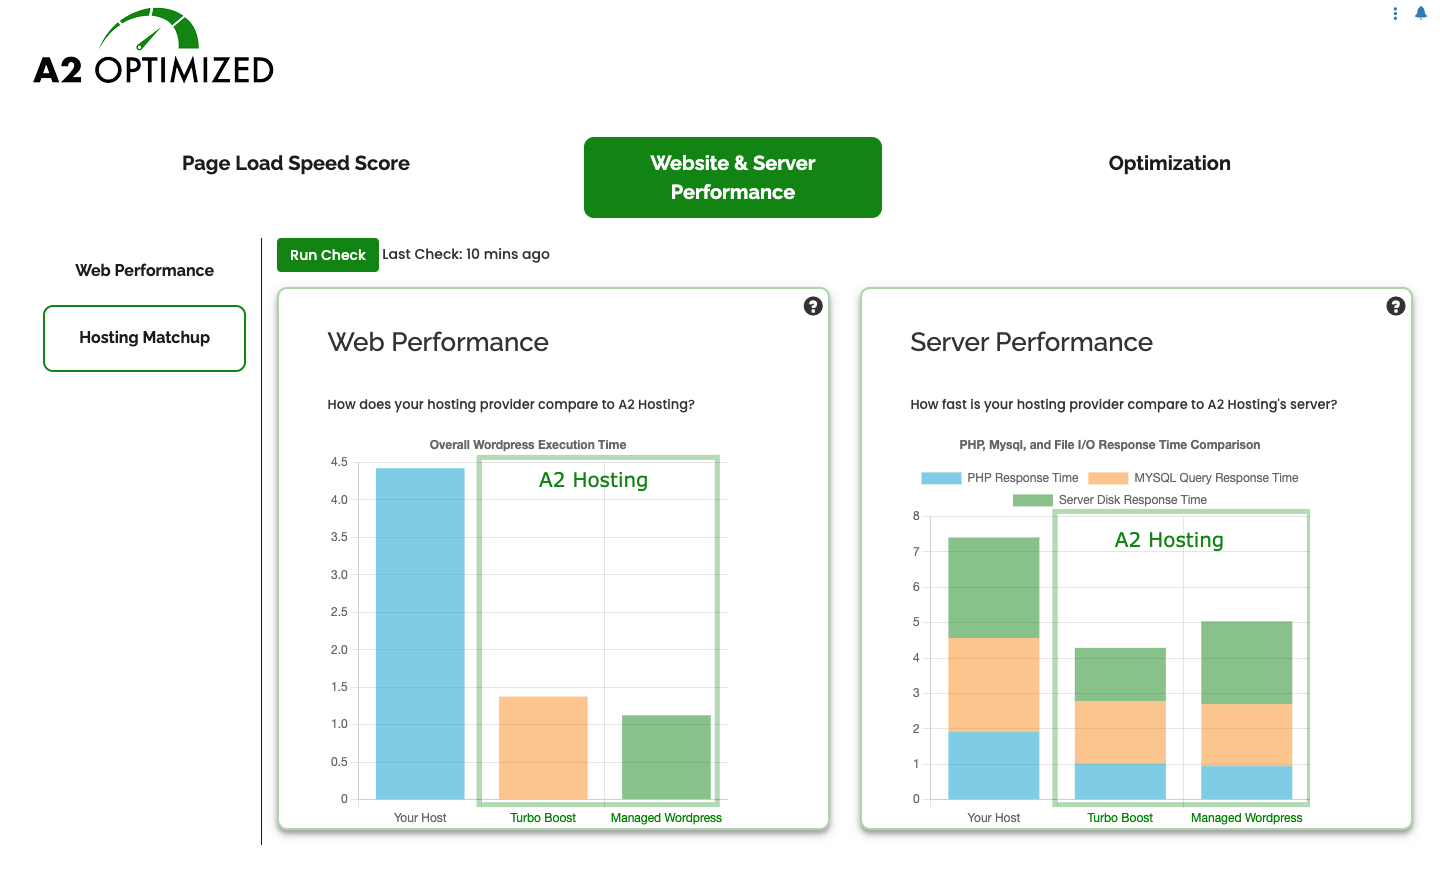 A2 OPTIMIZED
Page Load Speed Score
Website & Server
Performance
Optimization
Web Performance
Hosting Matchup
Run Check Last Check: 10 mins ago
?
Web Performance
How does your hosting provider compare to A2 Hosting?
Overall Wordpress Execution Time
A2 Hosting
4.5
4.0
3.5
3.0
2.5
2.0
1.5
1.0
0.5
0
Your Host Turbo Boost Managed Wordpress
?
Server Performance
How fast is your hosting provider compare to A2 Hosting's server?
PHP, Mysql, and File I/O Response Time Comparison
PHP Response Time MYSQL Query Response Time
Server Disk Response Time
A2 Hosting
8
7
6
5
4
3
2
1
0
Your Host Turbo Boost Managed Wordpress